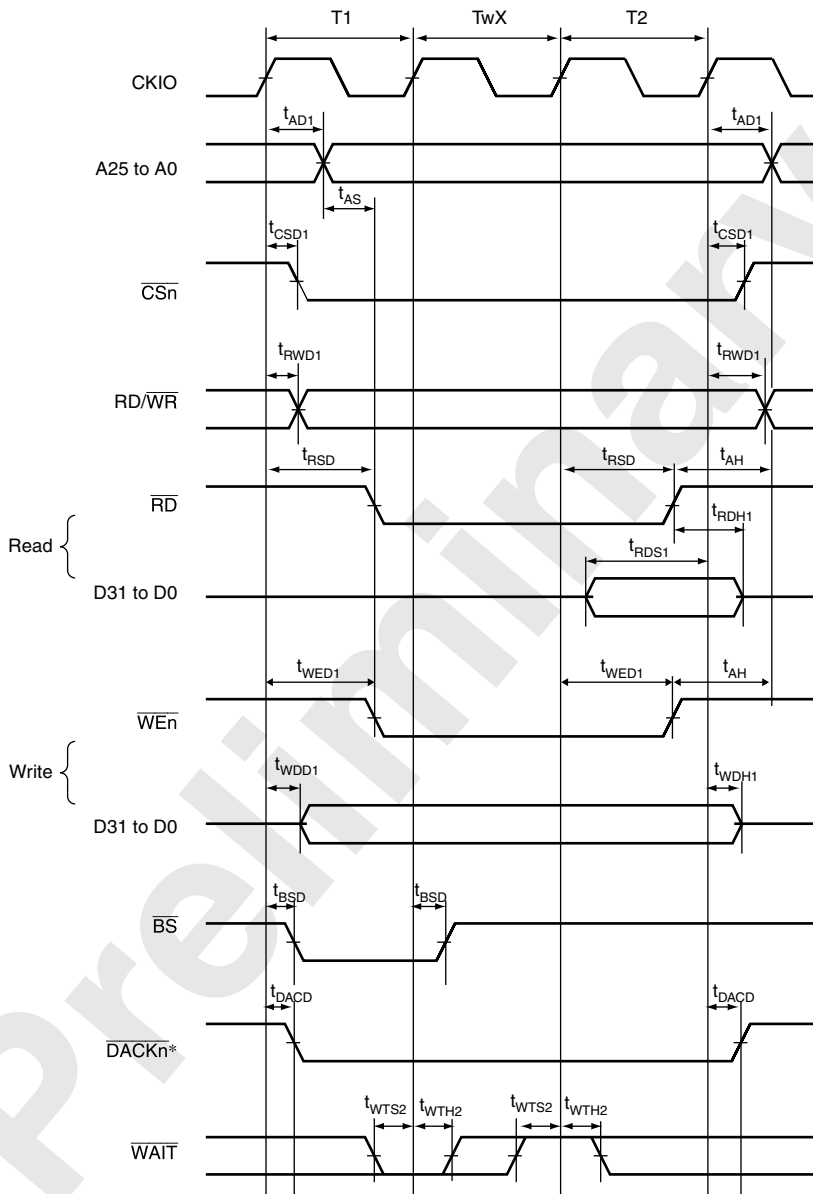 T1 TwX T2
CKIO
tAD1 tAD1
A25 to A0
tAS
tCSD1 tCSD1
CSn
tRWD1 tRWD1
RD/WR
tRSD tRSD tAH
RD
tRDH1
Read
tRDS1
D31 to D0
tWED1 tWED1 tAH
WEn
Write
tWDD1 tWDH1
D31 to D0
tBSD tBSD
BS
tDACD tDACD
DACKn*
tWTS2 tWTH2 tWTS2 tWTH2
WAIT
Preliminary